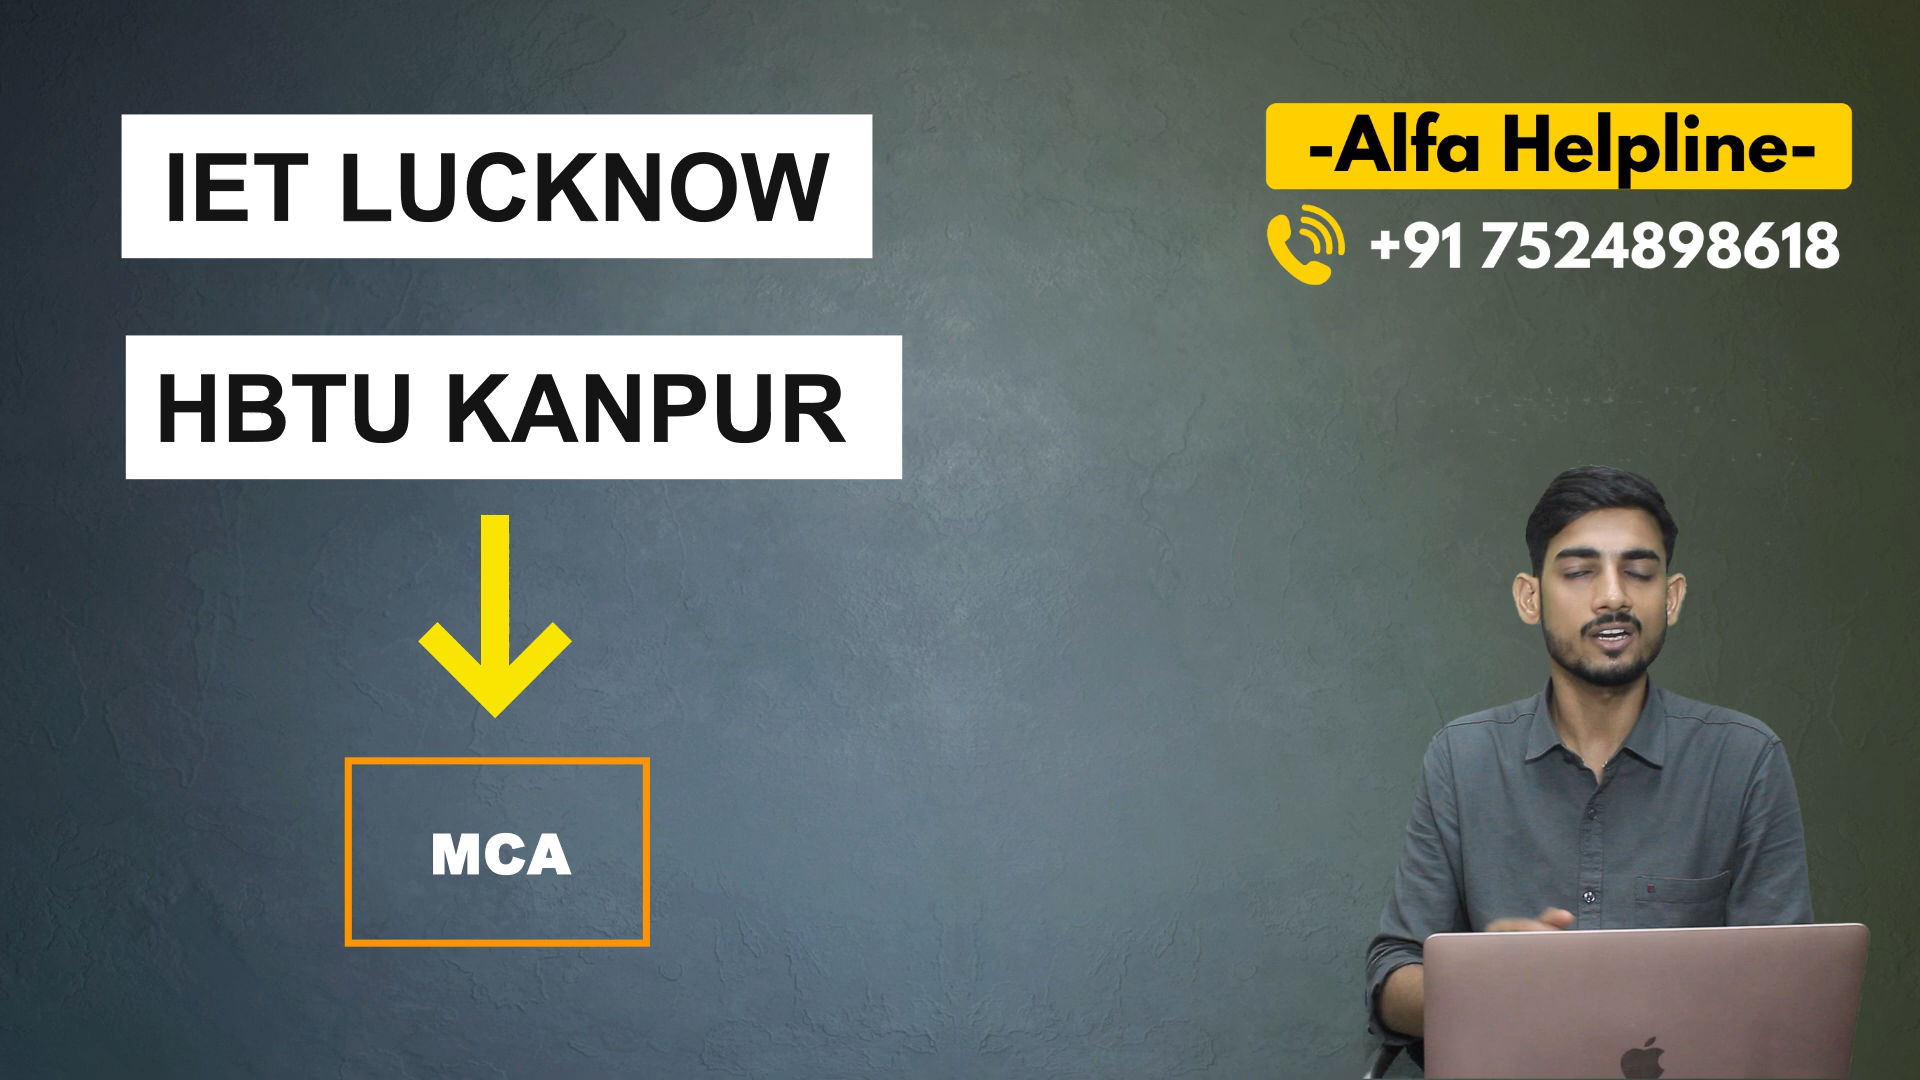 IET LUCKNOW
HBTU KANPUR
MCA
-Alfa Helpline-
+91 7524898618